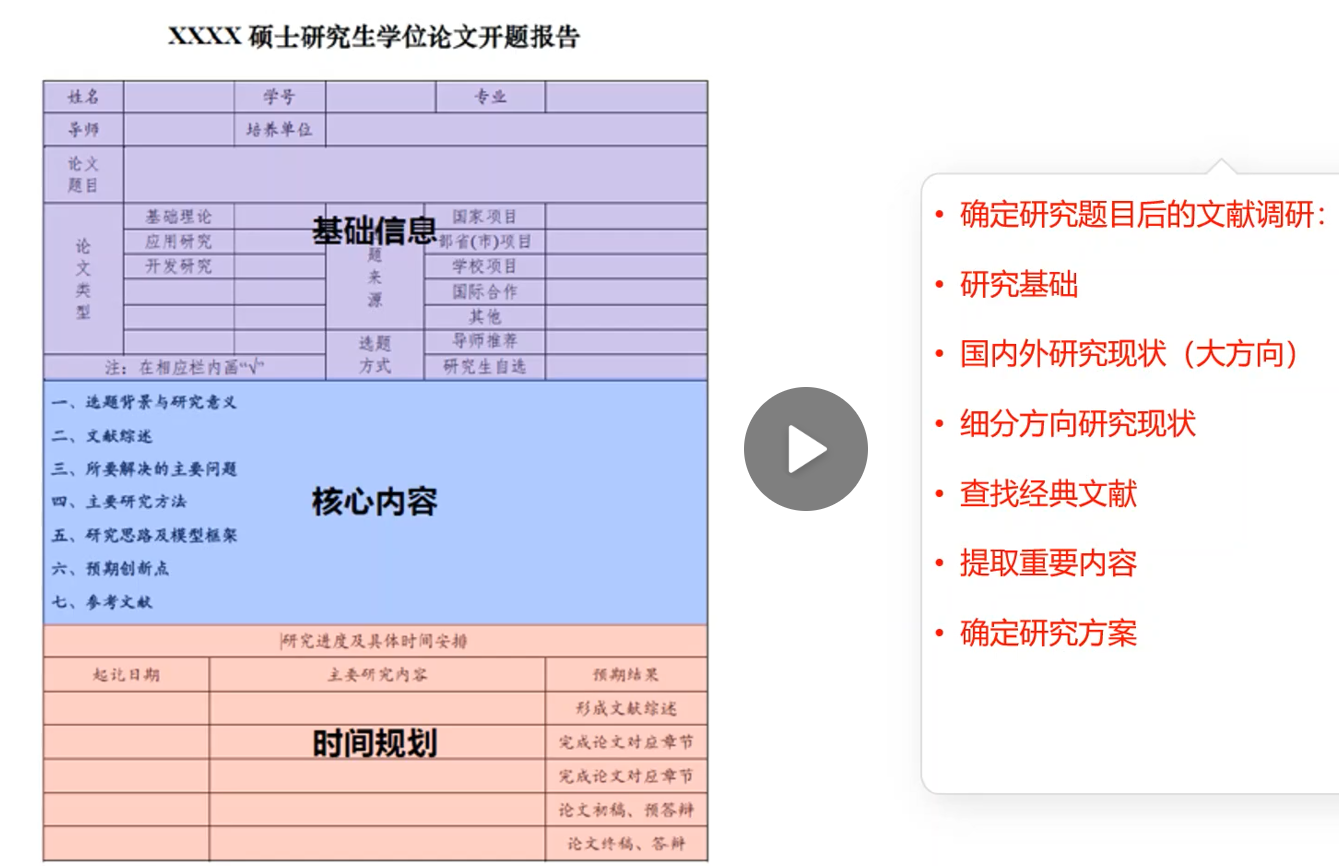 XXXX 硕士研究生学位论文开题报告
姓名 学号 专业
导师 培养单位
论文
题目
论
文
类
型
基础理论
应用研究
开发研究
注：在相应栏内画“√”
基础信息
题
来
源
国家项目
部省(市)项目
学校项目
国际合作
其他
选题
方式
导师推荐
研究生自选
一、选题背景与研究意义
二、文献综述
三、所要解决的主要问题
四、主要研究方法
五、研究思路及模型框架
六、预期创新点
七、参考文献
核心内容
研究进度及具体时间安排
起讫日期 主要研究内容 预期结果
形成文献综述
时间规划
完成论文对应章节
完成论文对应章节
论文初稿、预答辩
论文终稿、答辩
• 确定研究题目后的文献调研：
• 研究基础
• 国内外研究现状（大方向）
• 细分方向研究现状
• 查找经典文献
• 提取重要内容
• 确定研究方案